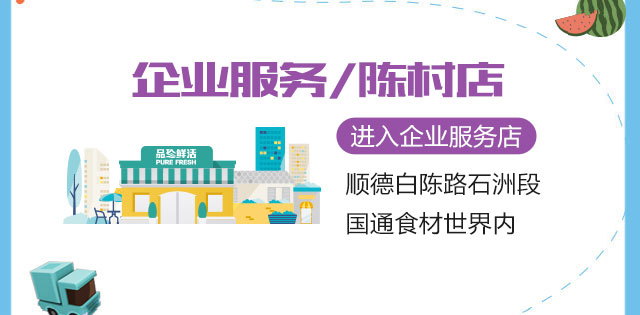 企业服务/陈村店
进入企业服务店
品珍鲜活
PURE FRESH
顺德白陈路石洲段
国通食材世界内